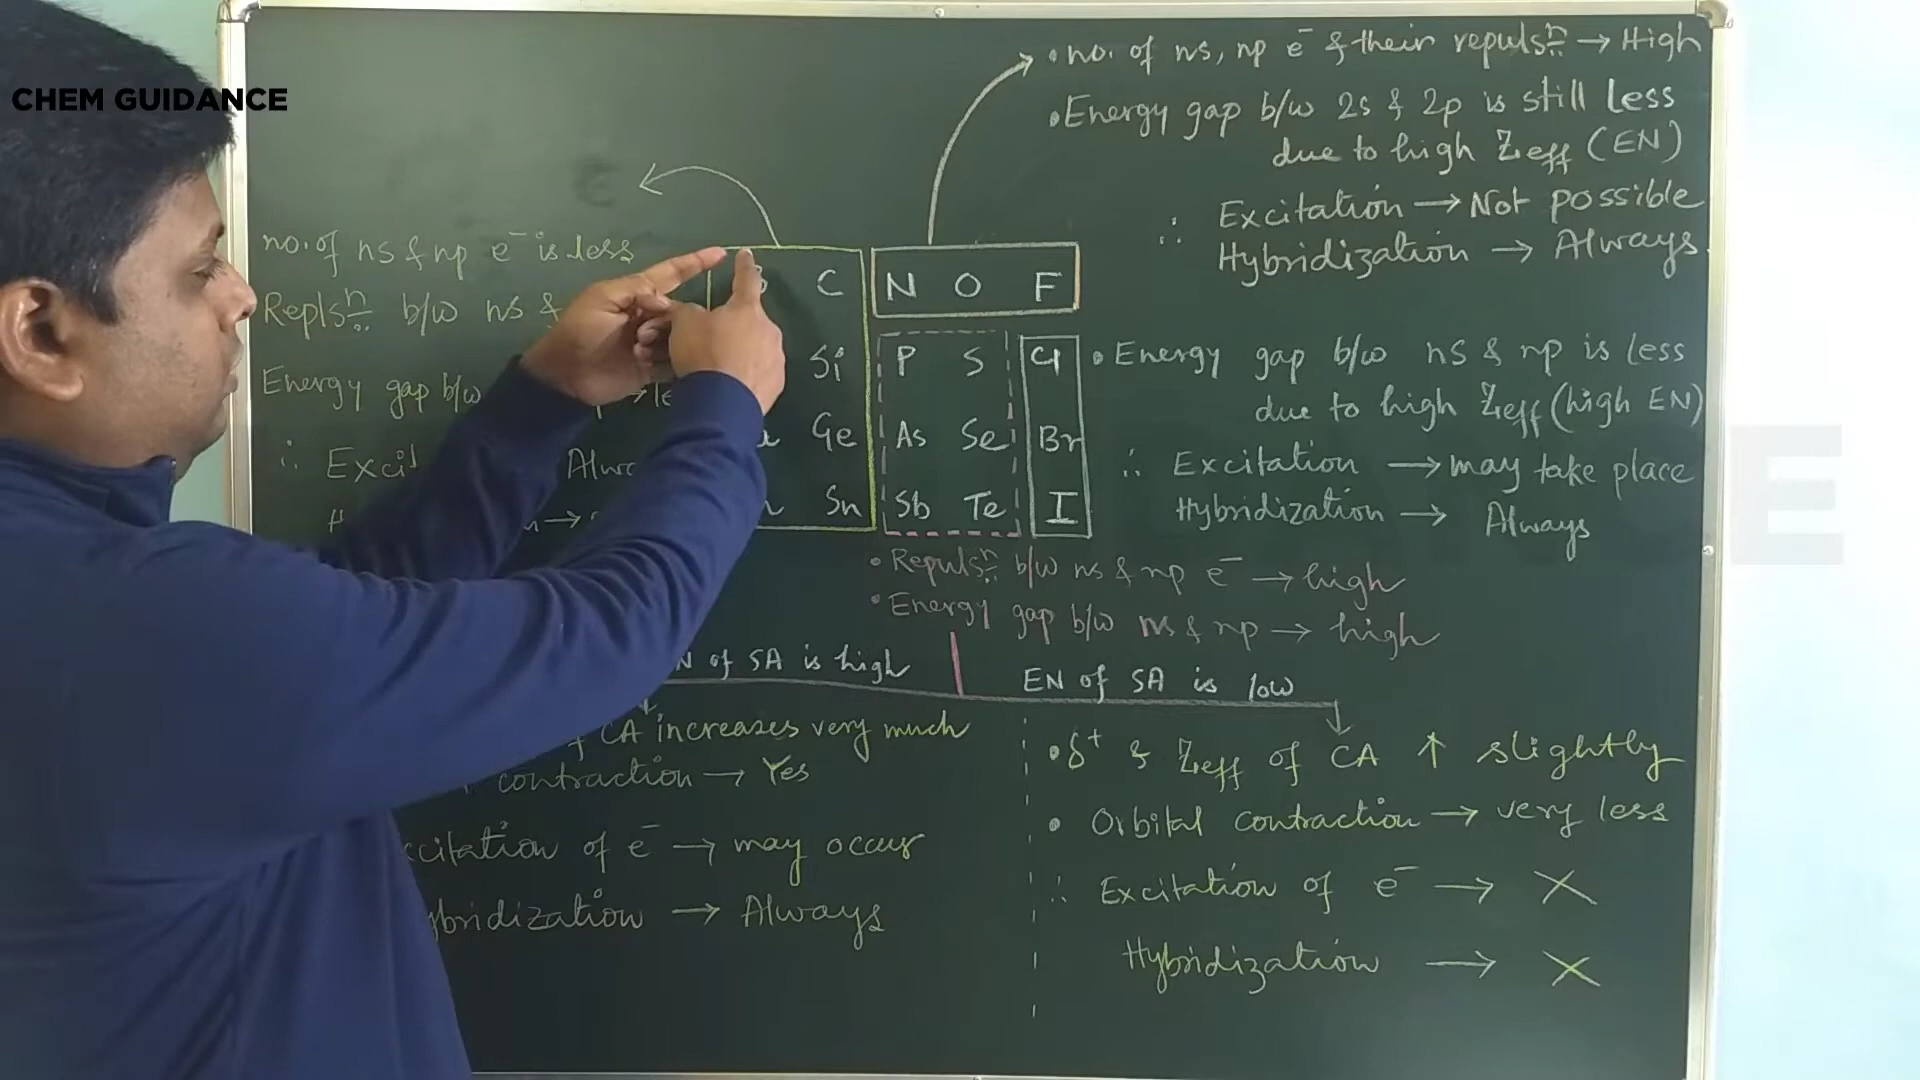 CHEM GUIDANCE
• no. of ns, np e⁻ & their repulsⁿ → High
• Energy gap b/w 2s & 2p is still less
due to high Zeff (EN)
∴ Excitation → Not possible
Hybridization → Always.
no. of ns & np e⁻ is less
Replsⁿ b/w ns &
Energy gap b/w
∴
C
Si
Ge
Sn
N O F
P S Cl
As Se Br
Sb Te I
• Energy gap b/w ns & np is less
due to high Zeff (high EN)
∴ Excitation → may take place
Hybridization → Always
• Repulsⁿ b/w ns & np e⁻ → high
• Energy gap b/w ns & np → high
of SA is high
EN of SA is low
CA increases very much
contraction → Yes
of e⁻ → may occur
→ Always
• δ⁺ & Zeff of CA ↑ slightly
• Orbital contraction → very less
∴ Excitation of e⁻ → X
Hybridization → X